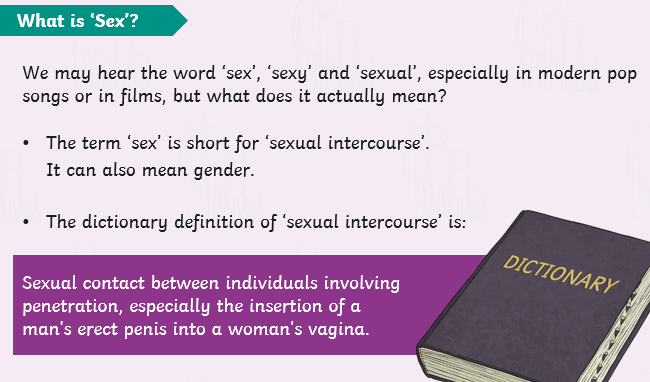 What is ‘Sex’?
We may hear the word ‘sex’, ‘sexy’ and ‘sexual’, especially in modern pop
songs or in films, but what does it actually mean?
• The term ‘sex’ is short for ‘sexual intercourse’.
It can also mean gender.
• The dictionary definition of ‘sexual intercourse’ is:
Sexual contact between individuals involving
penetration, especially the insertion of a
man's erect penis into a woman's vagina.
DICTIONARY